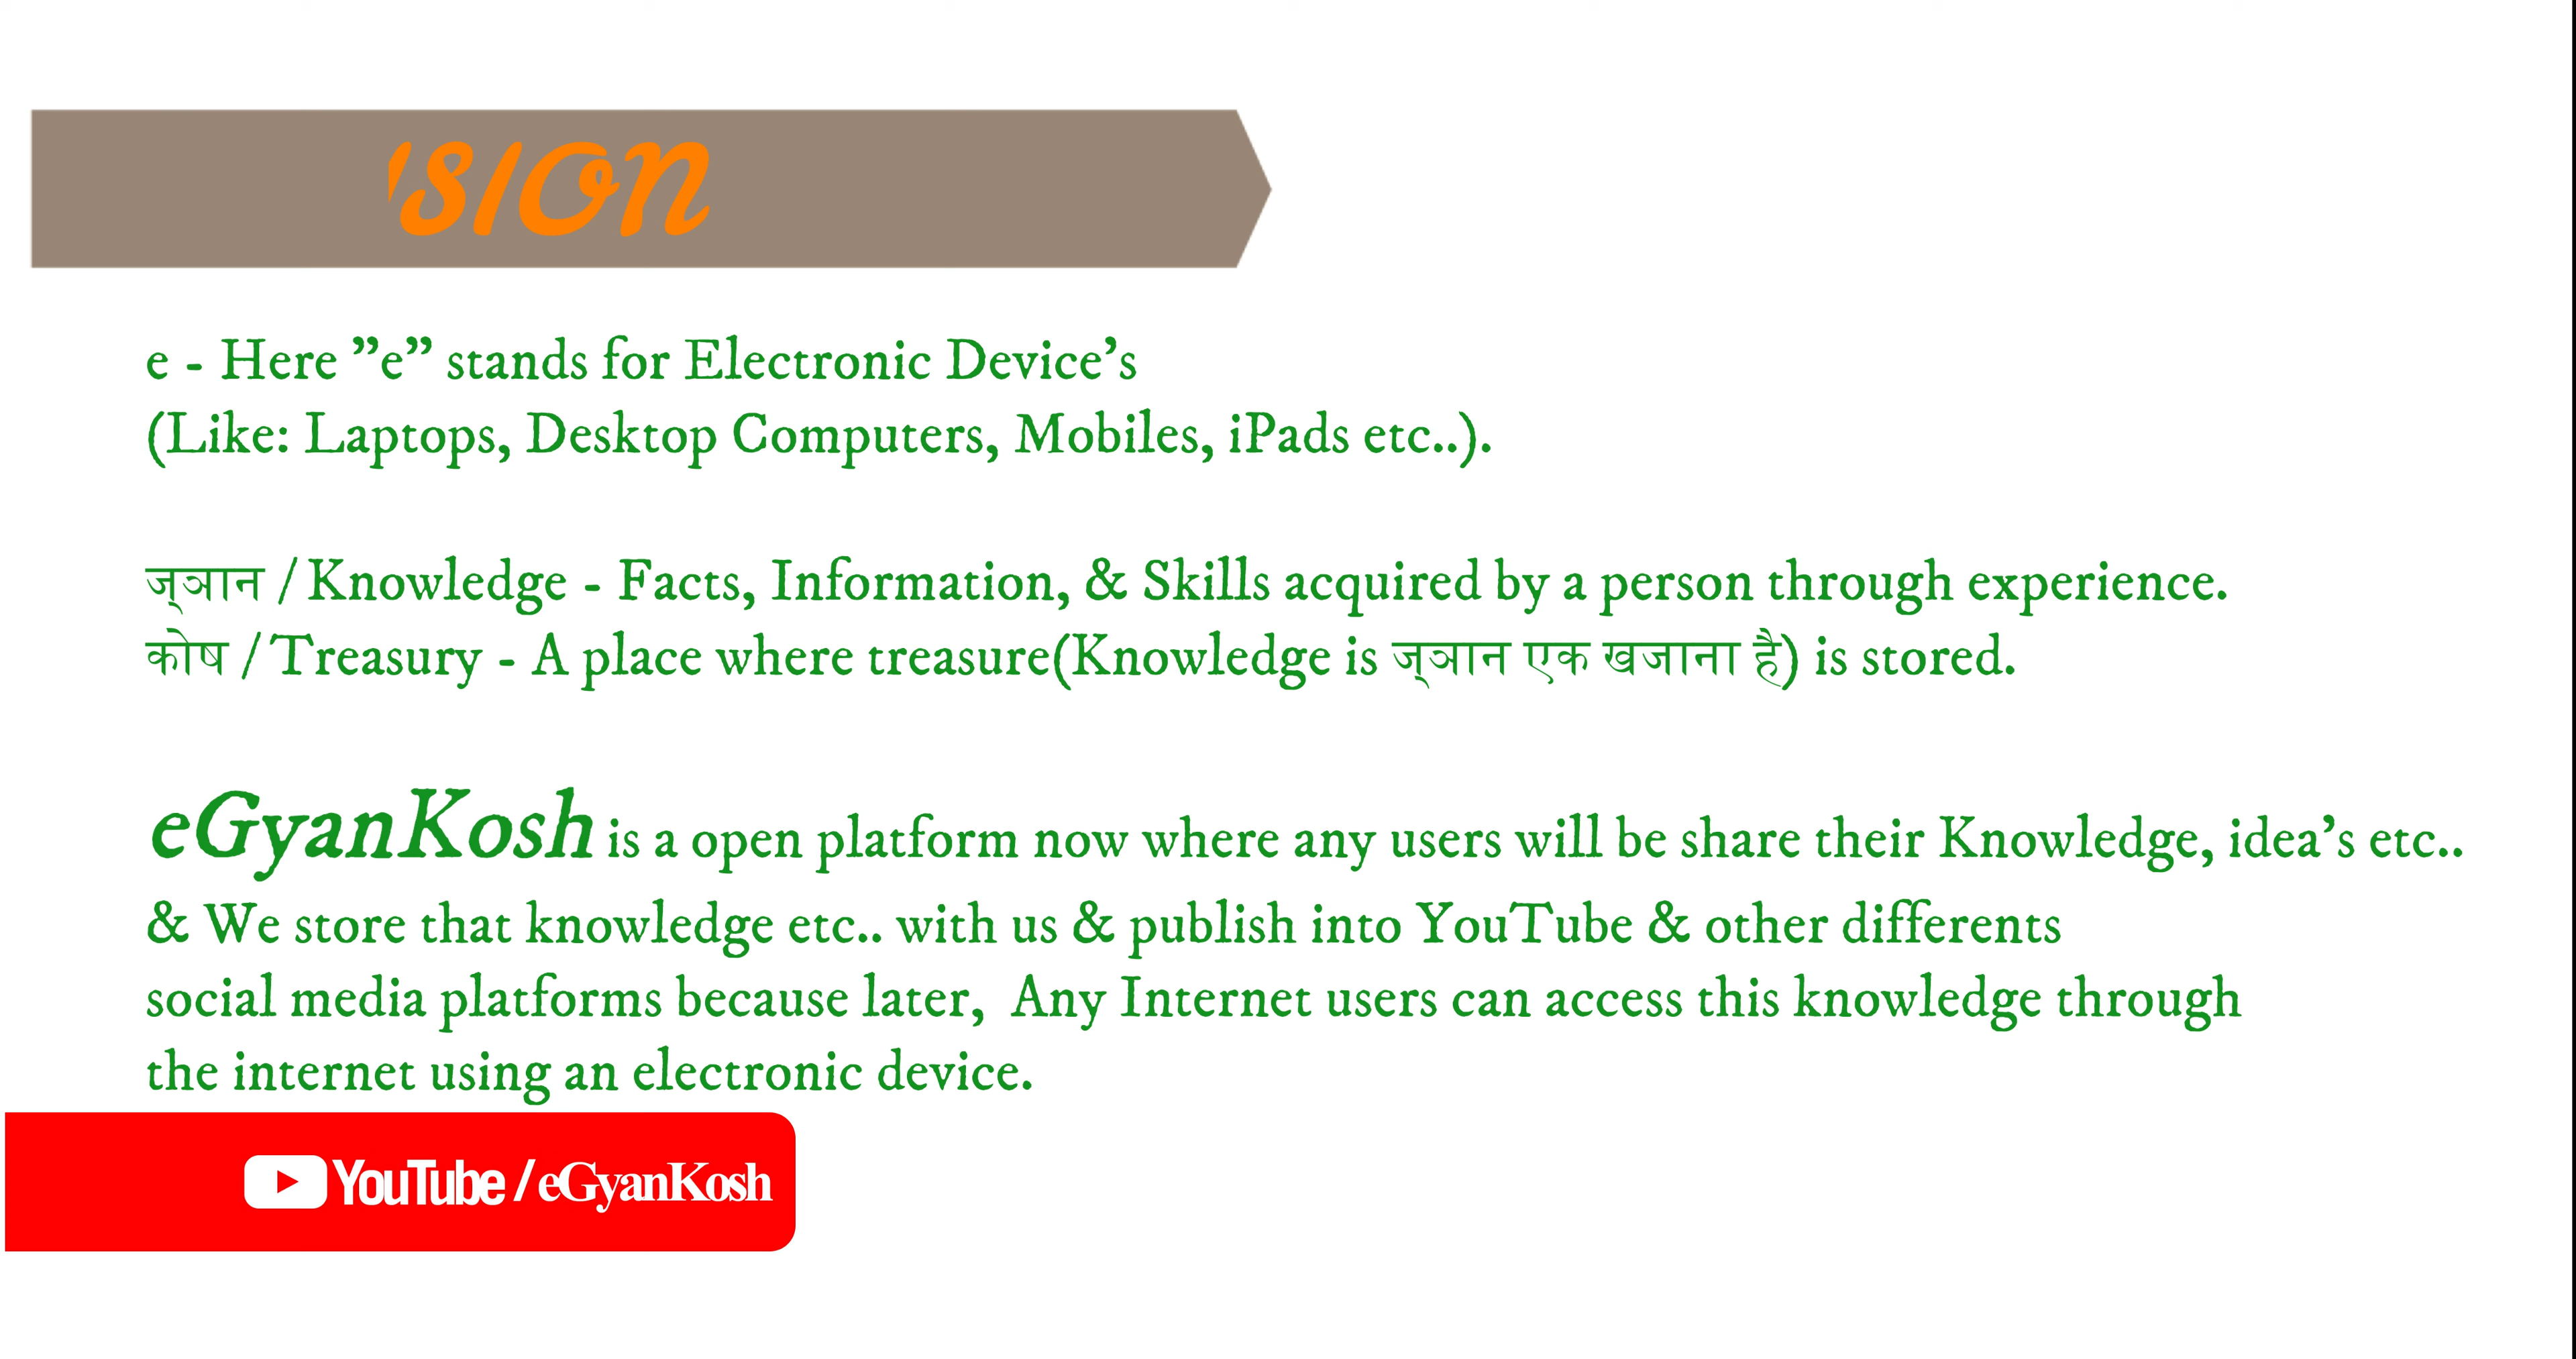 SION
e - Here ”e” stands for Electronic Device’s
(Like: Laptops, Desktop Computers, Mobiles, iPads etc..).
ज्ञान / Knowledge - Facts, Information, & Skills acquired by a person through experience.
कोष / Treasury - A place where treasure(Knowledge is ज्ञान एक खजाना है) is stored.
eGyanKosh is a open platform now where any users will be share their Knowledge, idea’s etc..
& We store that knowledge etc.. with us & publish into YouTube & other differents
social media platforms because later, Any Internet users can access this knowledge through
the internet using an electronic device.
YouTube / eGyanKosh